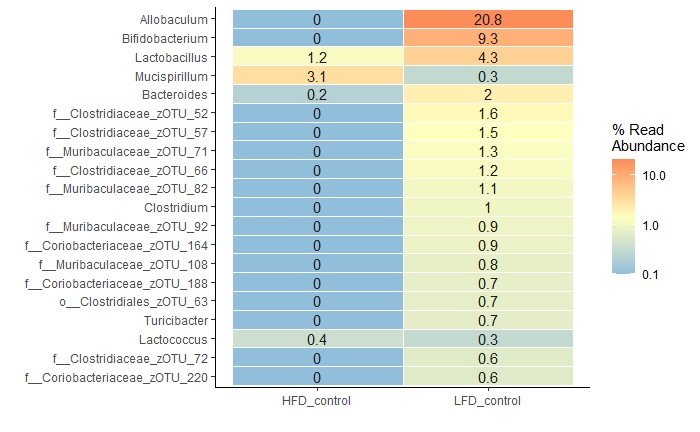 Allobaculum 0 20.8
Bifidobacterium 0 9.3
Lactobacillus 1.2 4.3
Mucispirillum 3.1 0.3
Bacteroides 0.2 2
f__Clostridiaceae_zOTU_52 0 1.6
f__Clostridiaceae_zOTU_57 0 1.5
f__Muribaculaceae_zOTU_71 0 1.3
f__Clostridiaceae_zOTU_66 0 1.2
f__Muribaculaceae_zOTU_82 0 1.1
Clostridium 0 1
f__Muribaculaceae_zOTU_92 0 0.9
f__Coriobacteriaceae_zOTU_164 0 0.9
f__Muribaculaceae_zOTU_108 0 0.8
f__Coriobacteriaceae_zOTU_188 0 0.7
o__Clostridiales_zOTU_63 0 0.7
Turicibacter 0 0.7
Lactococcus 0.4 0.3
f__Clostridiaceae_zOTU_72 0 0.6
f__Coriobacteriaceae_zOTU_220 0 0.6
HFD_control LFD_control
% Read
Abundance
10.0
1.0
0.1